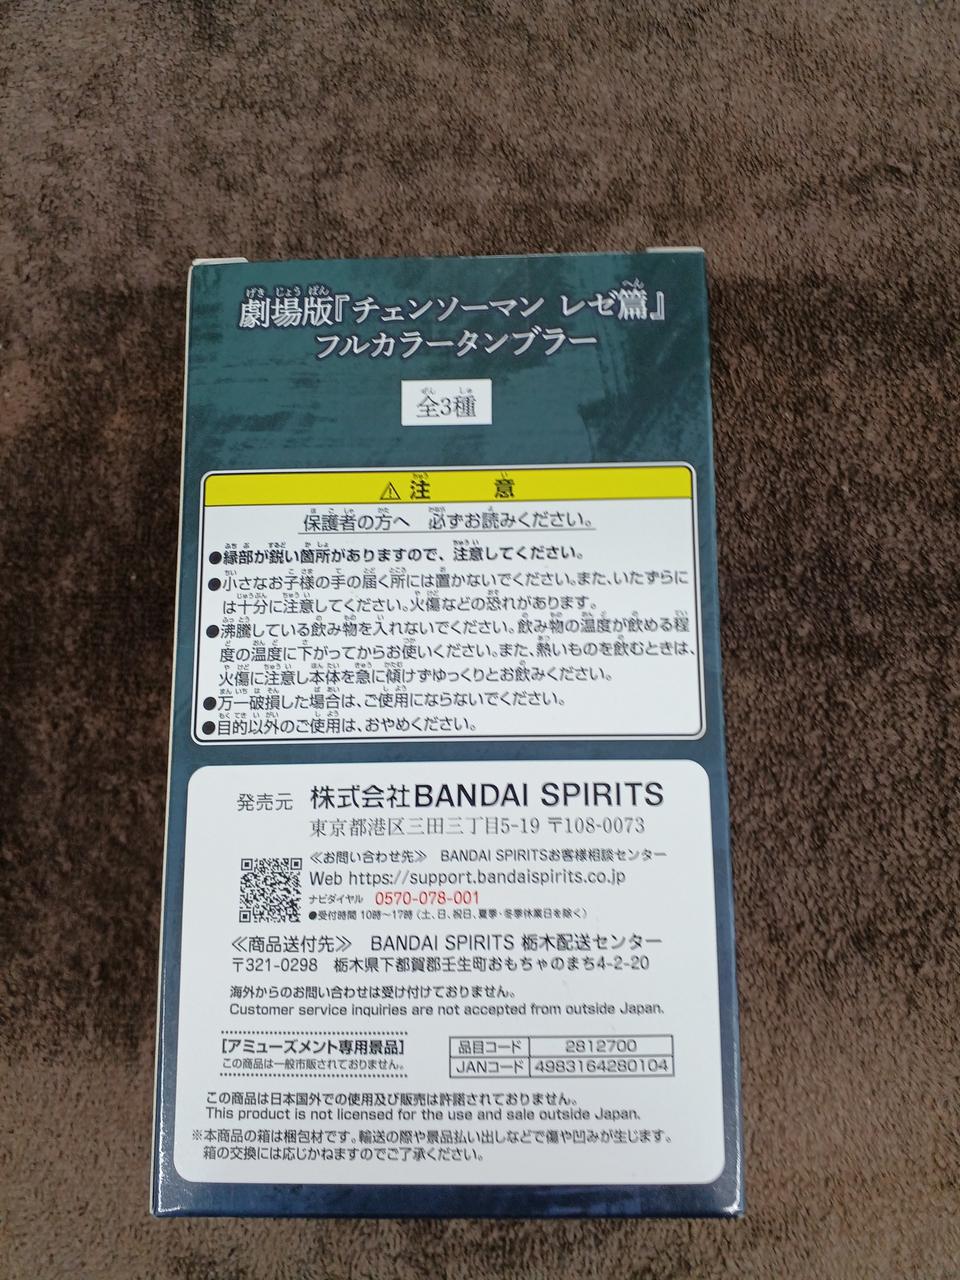 劇場版『チェンソーマン レゼ篇』
フルカラータンブラー
全3種
⚠注 意
保護者の方へ 必ずお読みください。
●縁部が鋭い箇所がありますので、注意してください。
●小さなお子様の手の届く所には置かないでください。また、いたずらに
は十分に注意してください。火傷などの恐れがあります。
●沸騰している飲み物を入れないでください。飲み物の温度が飲める程
度の温度に下がってからお使いください。また、熱いものを飲むときは、
火傷に注意し本体を急に傾けずゆっくりとお飲みください。
●万一破損した場合は、ご使用にならないでください。
●目的以外のご使用は、おやめください。
発売元 株式会社BANDAI SPIRITS
東京都港区三田三丁目5-19 〒108-0073
≪お問い合わせ先≫ BANDAI SPIRITSお客様相談センター
Web https://support.bandaispirits.co.jp
ナビダイヤル 0570-078-001
●受付時間 10時～17時（土、日、祝日、夏季・冬季休業日を除く）
≪商品送付先≫ BANDAI SPIRITS 栃木配送センター
〒321-0298 栃木県下都賀郡壬生町おもちゃのまち4-2-20
海外からのお問い合わせは受け付けておりません。
Customer service inquiries are not accepted from outside Japan.
[アミューズメント専用景品]
この商品は一般市販されておりません。
品目コード 2812700
JANコード 4983164280104
この商品は日本国外での使用及び販売は許諾されておりません。
This product is not licensed for the use and sale outside Japan.
※本商品の箱は梱包材です。輸送の際や景品払い出しなどで傷や凹みが生じます。
箱の交換には応じかねますのでご了承ください。